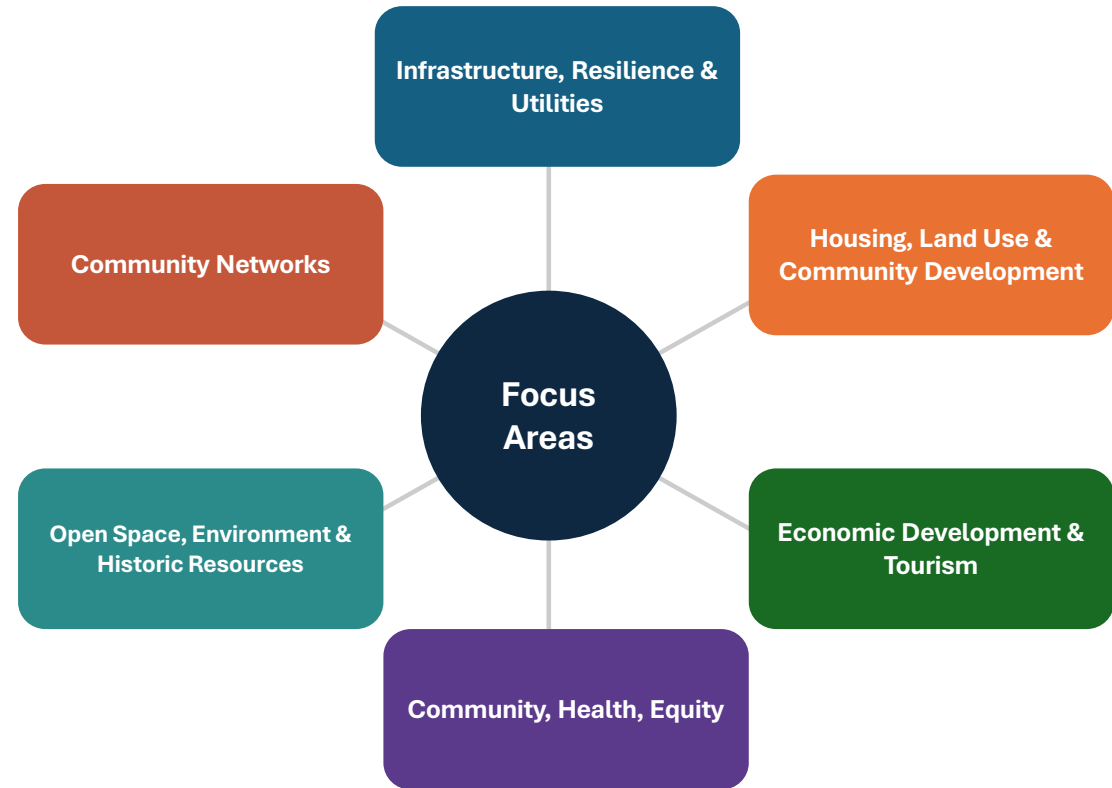 Infrastructure, Resilience &
Utilities
Community Networks
Housing, Land Use &
Community Development
Focus
Areas
Open Space, Environment &
Historic Resources
Economic Development &
Tourism
Community, Health, Equity